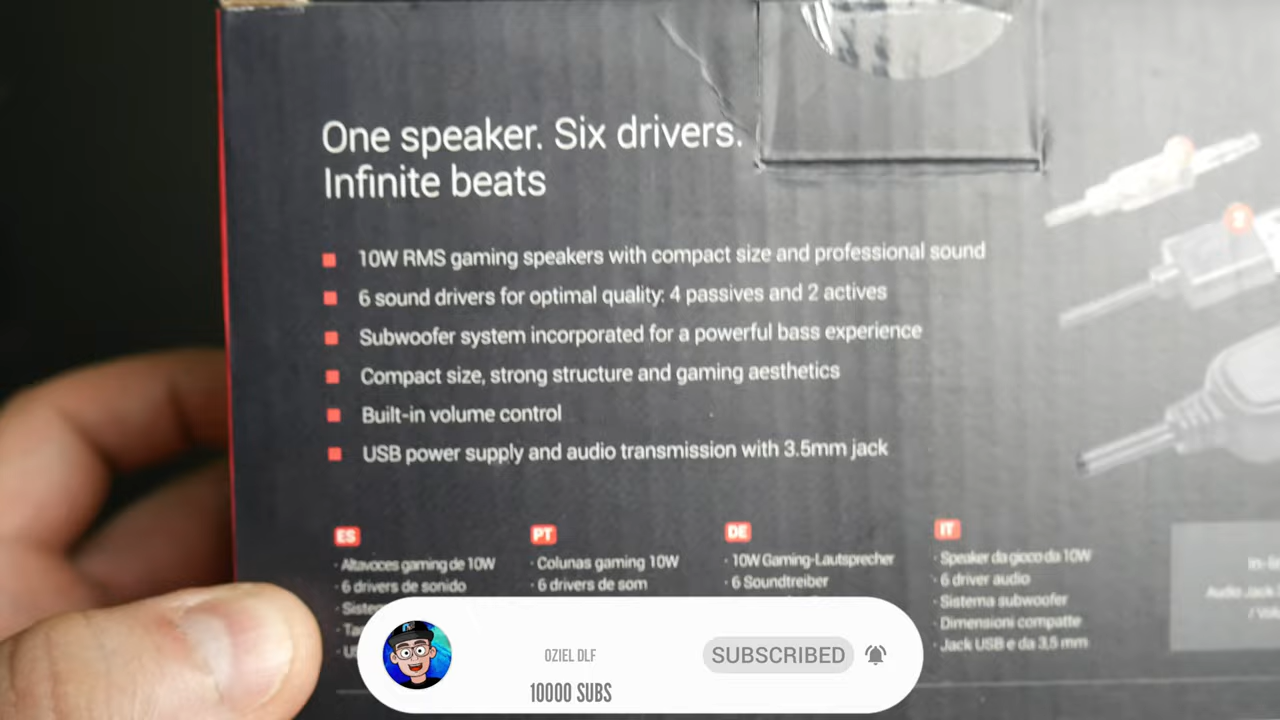 One speaker. Six drivers.
Infinite beats
10W RMS gaming speakers with compact size and professional sound
6 sound drivers for optimal quality: 4 passives and 2 actives
Subwoofer system incorporated for a powerful bass experience
Compact size, strong structure and gaming aesthetics
Built-in volume control
USB power supply and audio transmission with 3.5mm jack
ES
· Altavoces gaming de 10W
· 6 drivers de sonido
PT
· Colunas gaming 10W
· 6 drivers de som
DE
· 10W Gaming-Lautsprecher
· 6 Soundtreiber
IT
· Speaker da gioco da 10W
· 6 driver audio
· Sistema subwoofer
· Dimensioni compatte
· Jack USB e da 3,5 mm
Audio Jack
OZIEL DLF
10000 SUBS
SUBSCRIBED